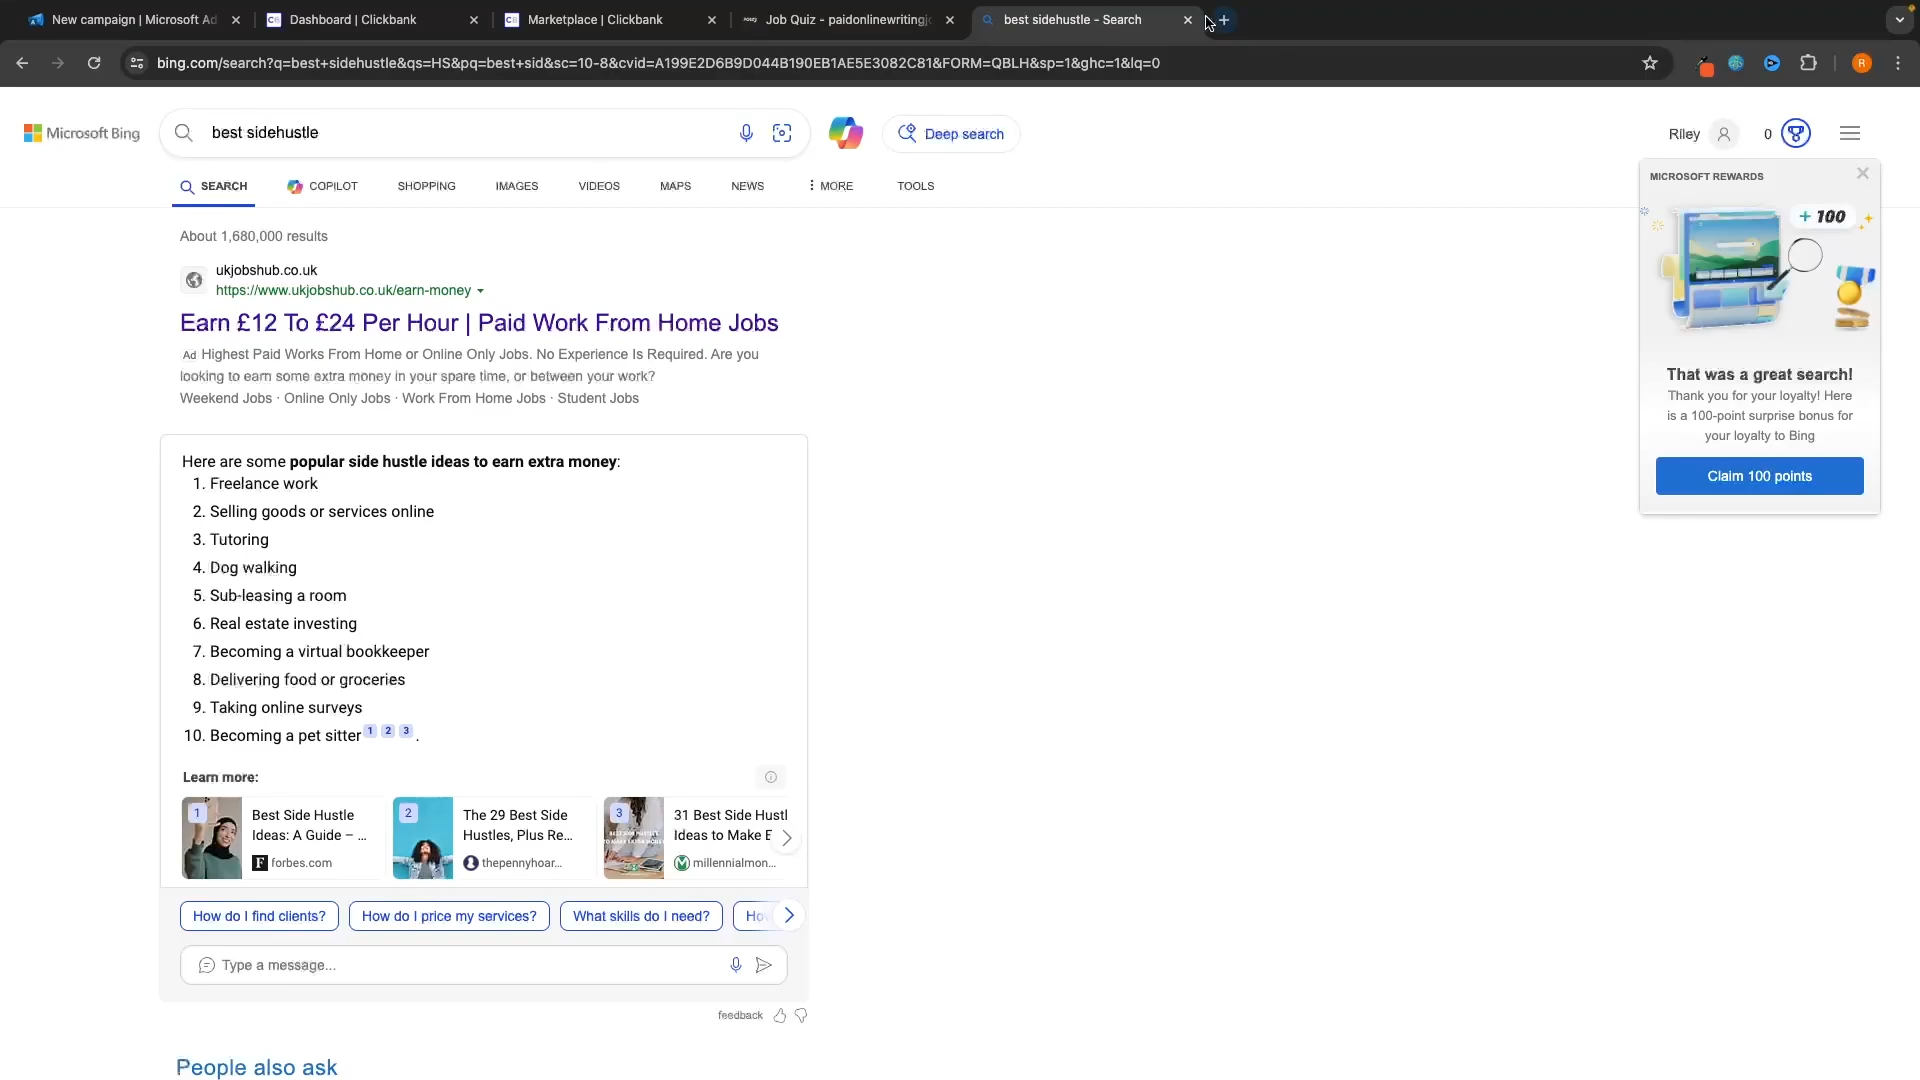 New campaign | Microsoft Ad
Dashboard | Clickbank
Marketplace | Clickbank
Job Quiz - paidonlinewritingjo
best sidehustle - Search
bing.com/search?q=best+sidehustle&qs=HS&pq=best+sid&sc=10-8&cvid=A199E2D6B9D044B190EB1AE5E3082C81&FORM=QBLH&sp=1&ghc=1&lq=0
R
Microsoft Bing
best sidehustle
Deep search
Riley
0
SEARCH
COPILOT
SHOPPING
IMAGES
VIDEOS
MAPS
NEWS
MORE
TOOLS
About 1,680,000 results
ukjobshub.co.uk
https://www.ukjobshub.co.uk/earn-money
Earn £12 To £24 Per Hour | Paid Work From Home Jobs
Ad Highest Paid Works From Home or Online Only Jobs. No Experience Is Required. Are you
looking to earn some extra money in your spare time, or between your work?
Weekend Jobs · Online Only Jobs · Work From Home Jobs · Student Jobs
Here are some popular side hustle ideas to earn extra money:
1. Freelance work
2. Selling goods or services online
3. Tutoring
4. Dog walking
5. Sub-leasing a room
6. Real estate investing
7. Becoming a virtual bookkeeper
8. Delivering food or groceries
9. Taking online surveys
10. Becoming a pet sitter 1 2 3 .
Learn more:
1
Best Side Hustle
Ideas: A Guide – ...
forbes.com
2
The 29 Best Side
Hustles, Plus Re...
thepennyhoar...
3
31 Best Side Hustl
Ideas to Make E
millennialmon...
How do I find clients?
How do I price my services?
What skills do I need?
Ho
Type a message...
feedback
People also ask
MICROSOFT REWARDS
+ 100
That was a great search!
Thank you for your loyalty! Here
is a 100-point surprise bonus for
your loyalty to Bing
Claim 100 points